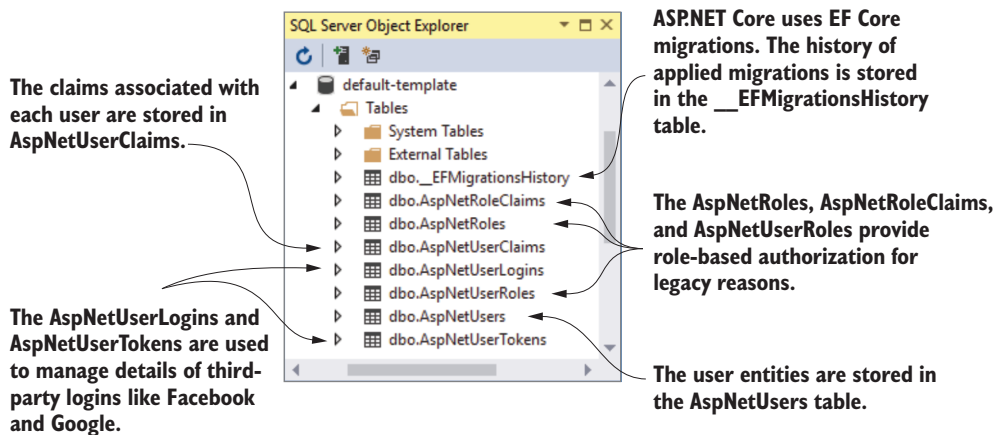 The claims associated with
each user are stored in
AspNetUserClaims.
The AspNetUserLogins and
AspNetUserTokens are used
to manage details of third-
party logins like Facebook
and Google.
SQL Server Object Explorer
default-template
Tables
System Tables
External Tables
dbo.__EFMigrationsHistory
dbo.AspNetRoleClaims
dbo.AspNetRoles
dbo.AspNetUserClaims
dbo.AspNetUserLogins
dbo.AspNetUserRoles
dbo.AspNetUsers
dbo.AspNetUserTokens
ASP.NET Core uses EF Core
migrations. The history of
applied migrations is stored
in the __EFMigrationsHistory
table.
The AspNetRoles, AspNetRoleClaims,
and AspNetUserRoles provide
role-based authorization for
legacy reasons.
The user entities are stored in
the AspNetUsers table.